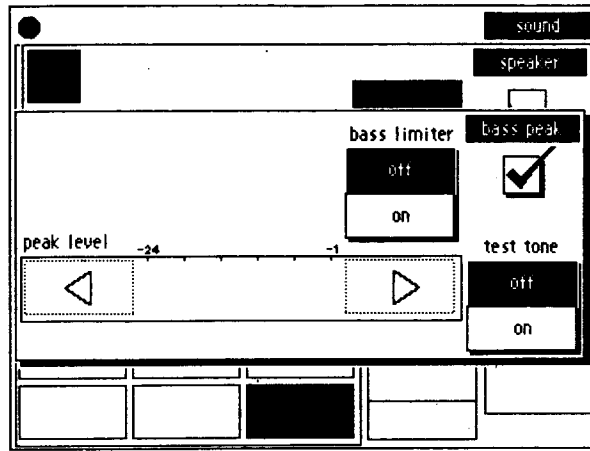 sound
speaker
bass limiter
bass peak
off
on
peak level
-24
-1
test tone
off
on